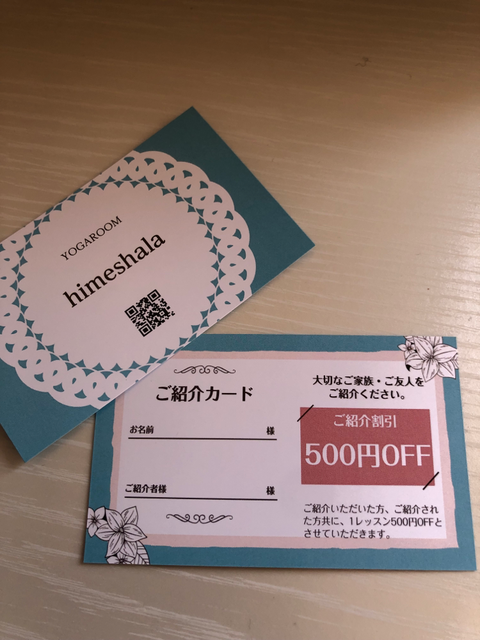 YOGAROOM
himeshala
ご紹介カード
お名前 様
ご紹介者様 様
大切なご家族・ご友人を
ご紹介ください。
ご紹介割引
500円OFF
ご紹介いただいた方、ご紹介され
た方共に、1レッスン500円OFFと
させていただきます。